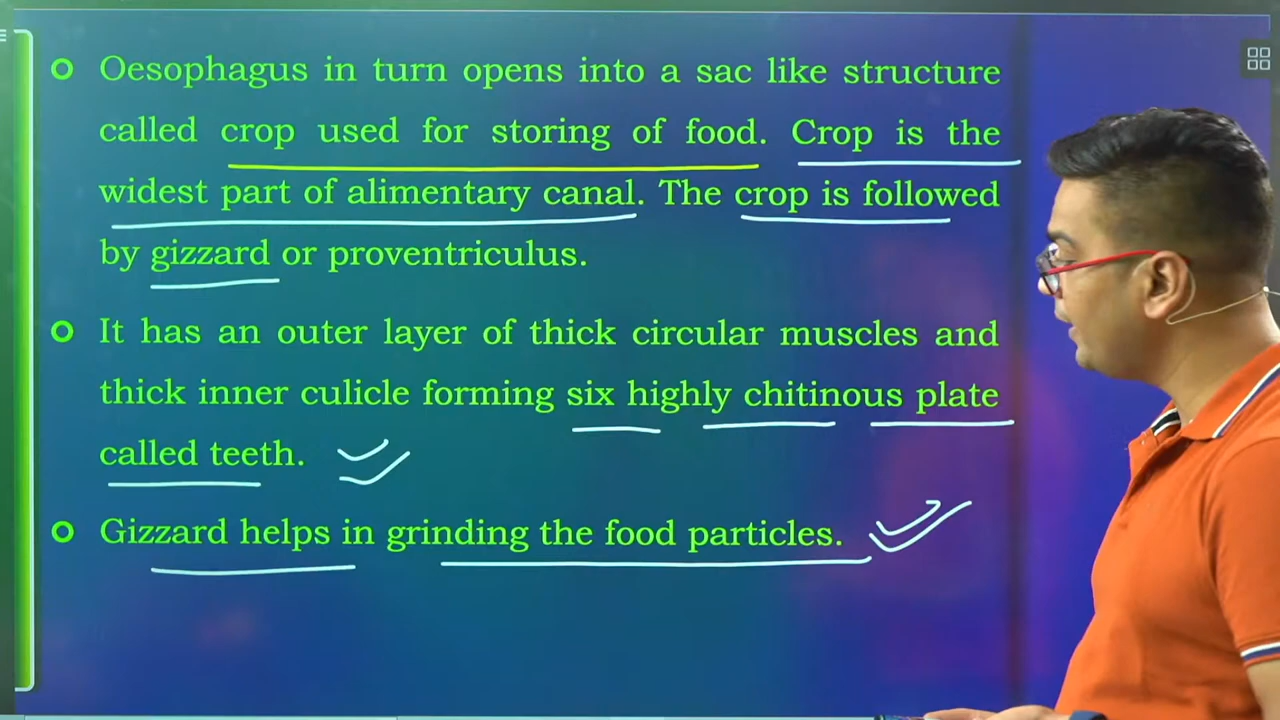 Oesophagus in turn opens into a sac like structure
called crop used for storing of food. Crop is the
widest part of alimentary canal. The crop is followed
by gizzard or proventriculus.
It has an outer layer of thick circular muscles and
thick inner culicle forming six highly chitinous plate
called teeth.
Gizzard helps in grinding the food particles.